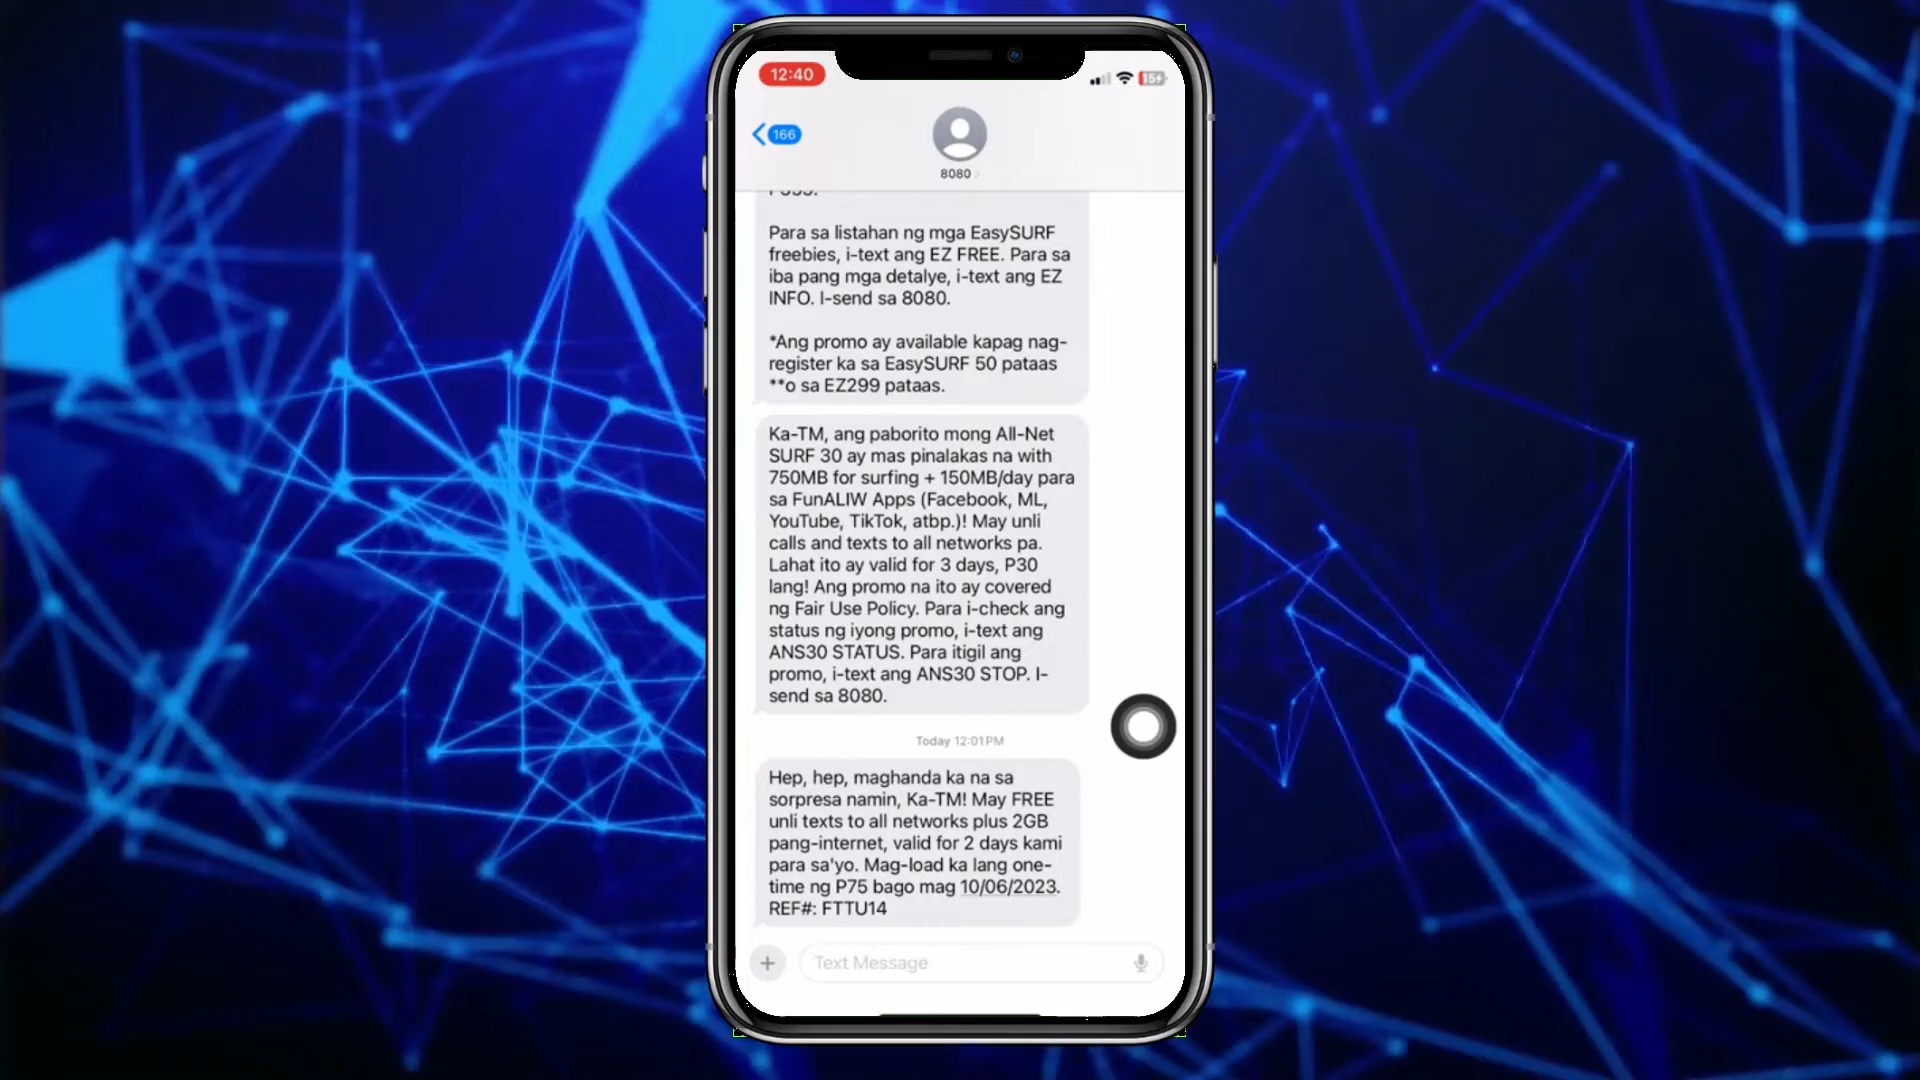 12:40
15
166
8080
Para sa listahan ng mga EasySURF
freebies, i-text ang EZ FREE. Para sa
iba pang mga detalye, i-text ang EZ
INFO. I-send sa 8080.
*Ang promo ay available kapag nag-
register ka sa EasySURF 50 pataas
**o sa EZ299 pataas.
Ka-TM, ang paborito mong All-Net
SURF 30 ay mas pinalakas na with
750MB for surfing + 150MB/day para
sa FunALIW Apps (Facebook, ML,
YouTube, TikTok, atbp.)! May unli
calls and texts to all networks pa.
Lahat ito ay valid for 3 days, P30
lang! Ang promo na ito ay covered
ng Fair Use Policy. Para i-check ang
status ng iyong promo, i-text ang
ANS30 STATUS. Para itigil ang
promo, i-text ang ANS30 STOP. I-
send sa 8080.
Today 12:01 PM
Hep, hep, maghanda ka na sa
sorpresa namin, Ka-TM! May FREE
unli texts to all networks plus 2GB
pang-internet, valid for 2 days kami
para sa'yo. Mag-load ka lang one-
time ng P75 bago mag 10/06/2023.
REF#: FTTU14
Text Message